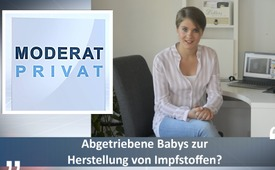 MODERAT
PRIVAT
Abgetriebene Babys zur
Herstellung von Impfstoffen?